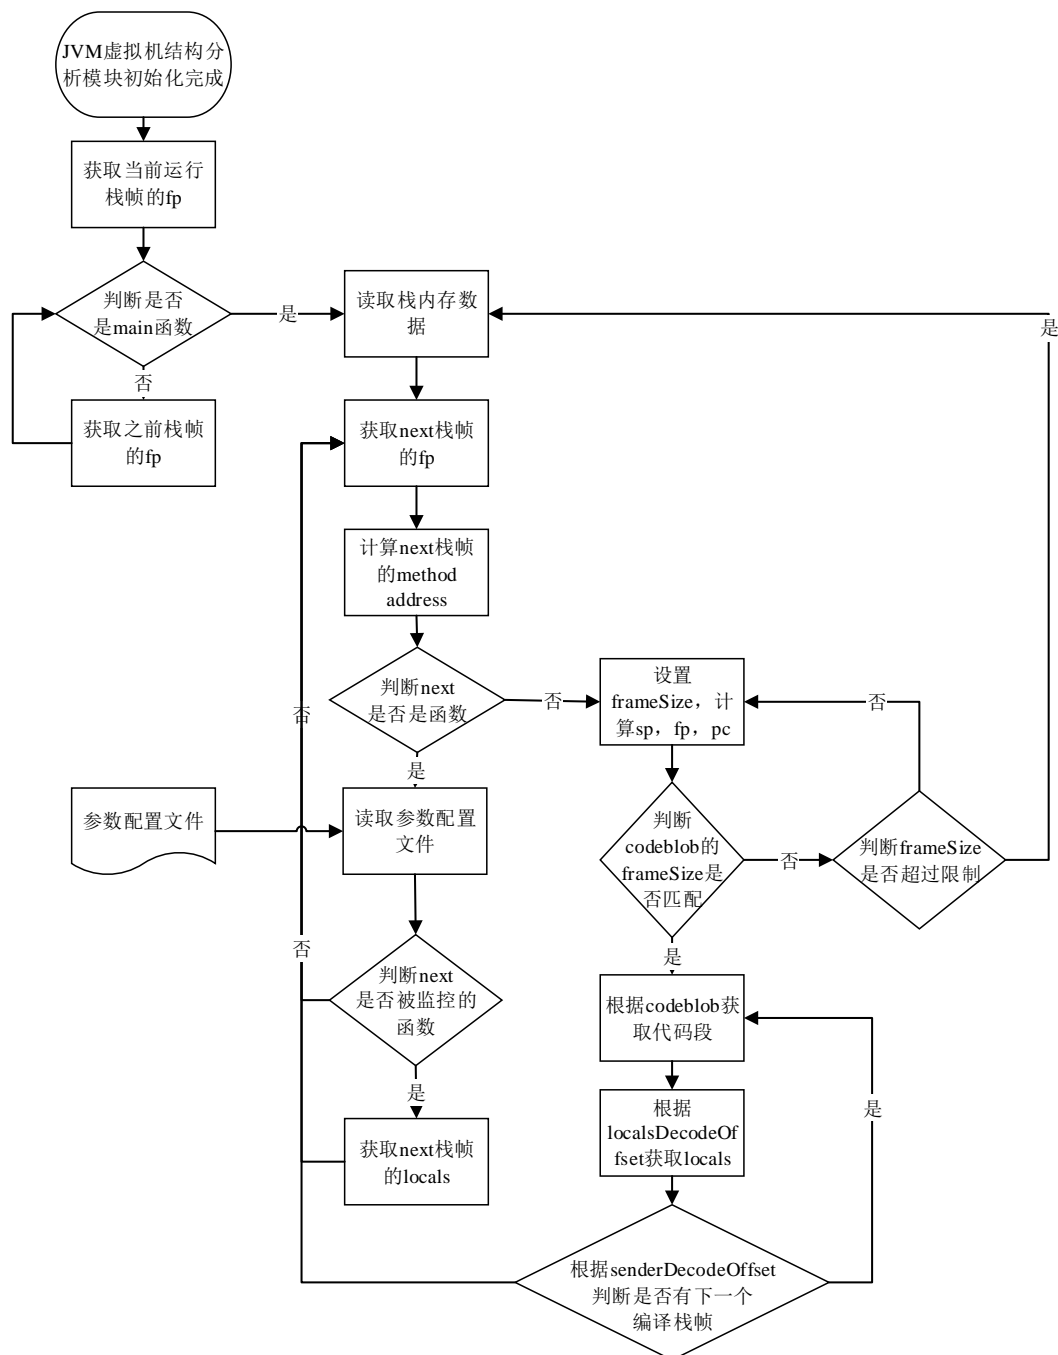 JVM虚拟机结构分
析模块初始化完成
获取当前运行
栈帧的fp
判断是否
是main函数
是
读取栈内存数
据
是
否
获取之前栈帧
的fp
获取next栈帧
的fp
计算next栈帧
的method
address
判断next
是否是函数
否
设置
frameSize，计
算sp，fp，pc
否
否
是
参数配置文件
读取参数配置
文件
判断
codeblob的
frameSize是
否匹配
否
判断frameSize
是否超过限制
否
判断next
是否被监控的
函数
是
根据codeblob获
取代码段
是
获取next栈帧
的locals
根据
localsDecodeOf
fset获取locals
是
根据senderDecodeOffset
判断是否有下一个
编译栈帧